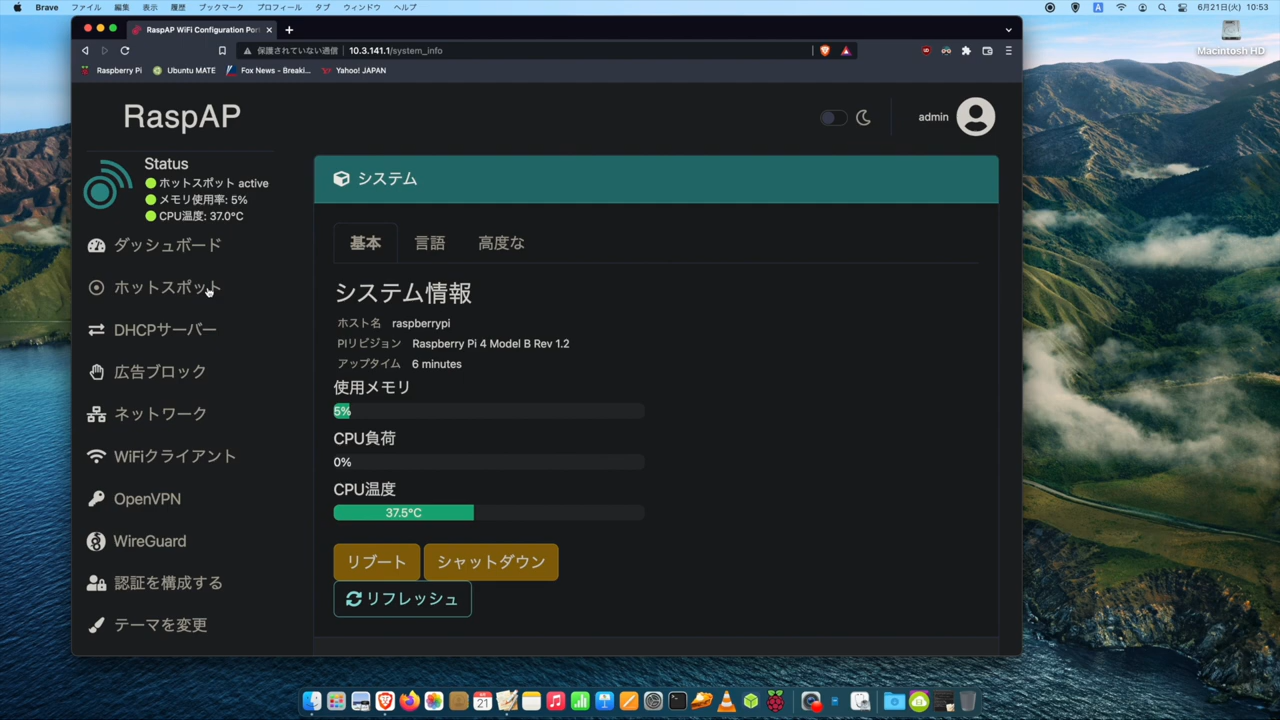 Brave ファイル 編集 表示 履歴 ブックマーク プロフィール タブ ウィンドウ ヘルプ A 6月21日(火) 10:53
RaspAP WiFi Configuration Port
保護されていない通信 10.3.141.1/system_info
Raspberry Pi Ubuntu MATE Fox News - Breaki... Yahoo! JAPAN
Macintosh HD
RaspAP
admin
Status
ホットスポット active
メモリ使用率: 5%
CPU温度: 37.0°C
ダッシュボード
ホットスポット
DHCPサーバー
広告ブロック
ネットワーク
WiFiクライアント
OpenVPN
WireGuard
認証を構成する
テーマを変更
システム
基本 言語 高度な
システム情報
ホスト名 raspberrypi
PIリビジョン Raspberry Pi 4 Model B Rev 1.2
アップタイム 6 minutes
使用メモリ
5%
CPU負荷
0%
CPU温度
37.5°C
リブート シャットダウン
リフレッシュ
21